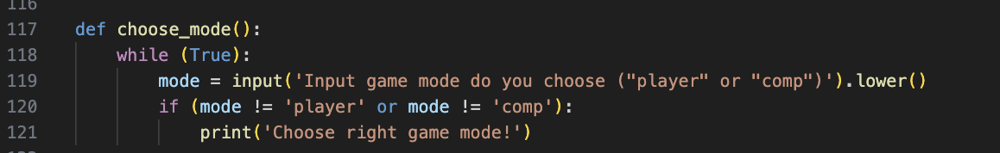 116
117 def choose_mode():
118 while (True):
119 mode = input('Input game mode do you choose ("player" or "comp")').lower()
120 if (mode != 'player' or mode != 'comp'):
121 print('Choose right game mode!')